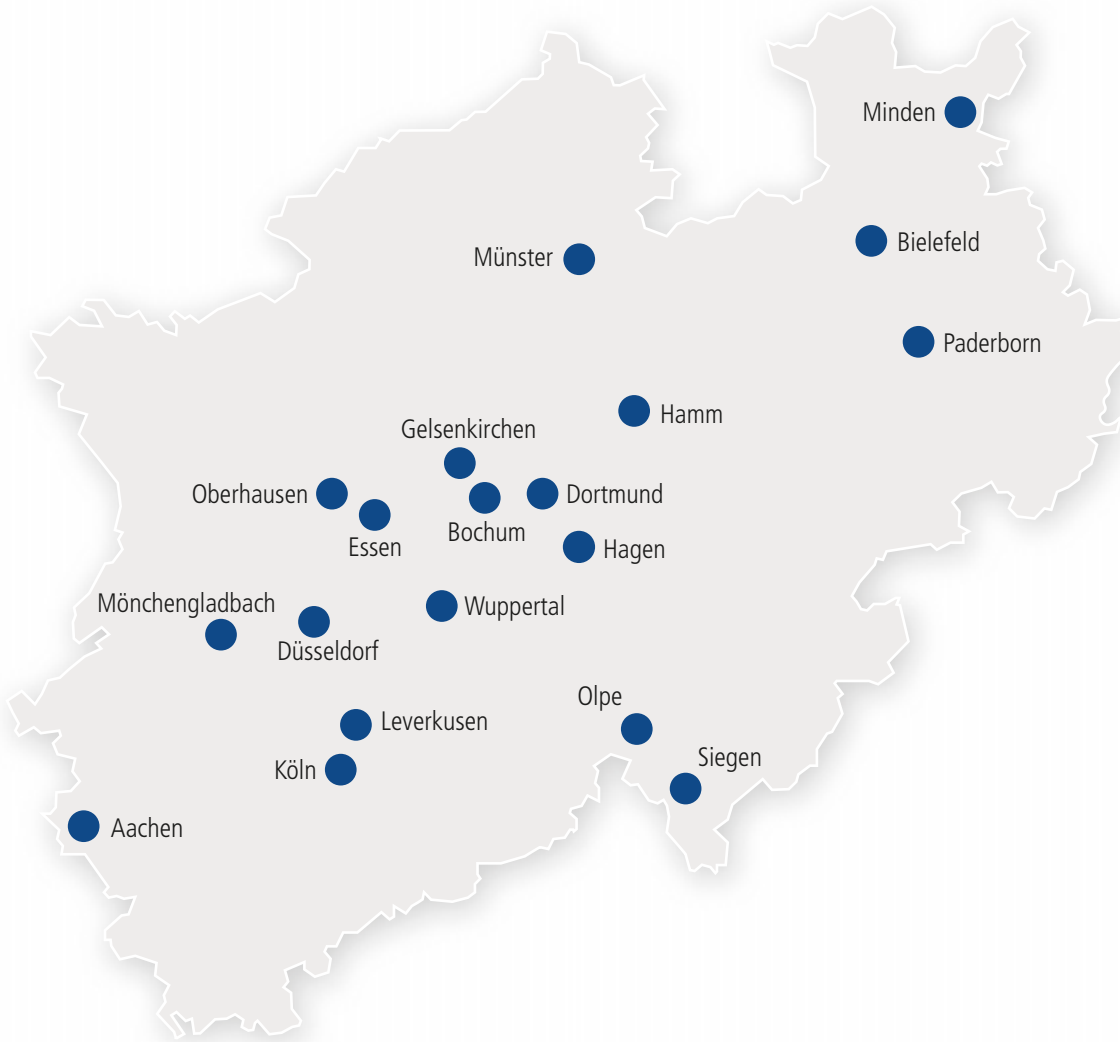 Minden
Bielefeld
Münster
Paderborn
Hamm
Gelsenkirchen
Oberhausen
Dortmund
Bochum
Essen
Hagen
Mönchengladbach
Wuppertal
Düsseldorf
Olpe
Leverkusen
Siegen
Köln
Aachen